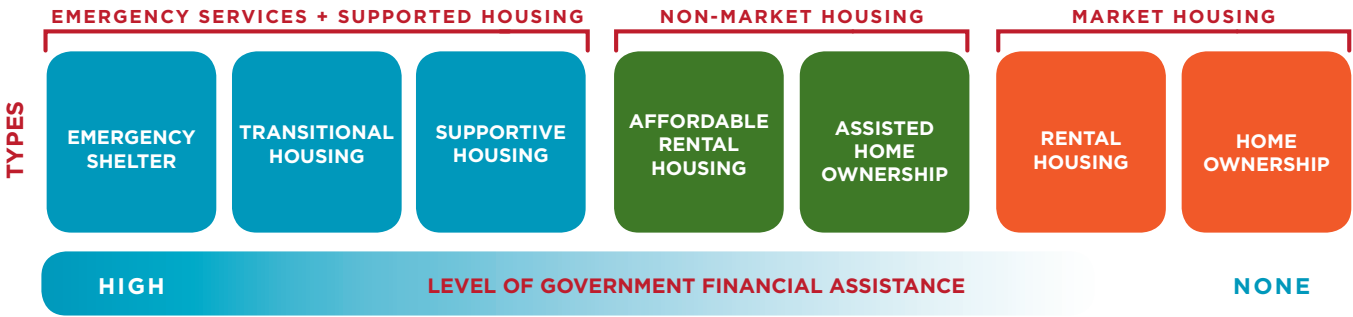 EMERGENCY SERVICES + SUPPORTED HOUSING
NON-MARKET HOUSING
MARKET HOUSING
TYPES
EMERGENCY
SHELTER
TRANSITIONAL
HOUSING
SUPPORTIVE
HOUSING
AFFORDABLE
RENTAL
HOUSING
ASSISTED
HOME
OWNERSHIP
RENTAL
HOUSING
HOME
OWNERSHIP
HIGH
LEVEL OF GOVERNMENT FINANCIAL ASSISTANCE
NONE